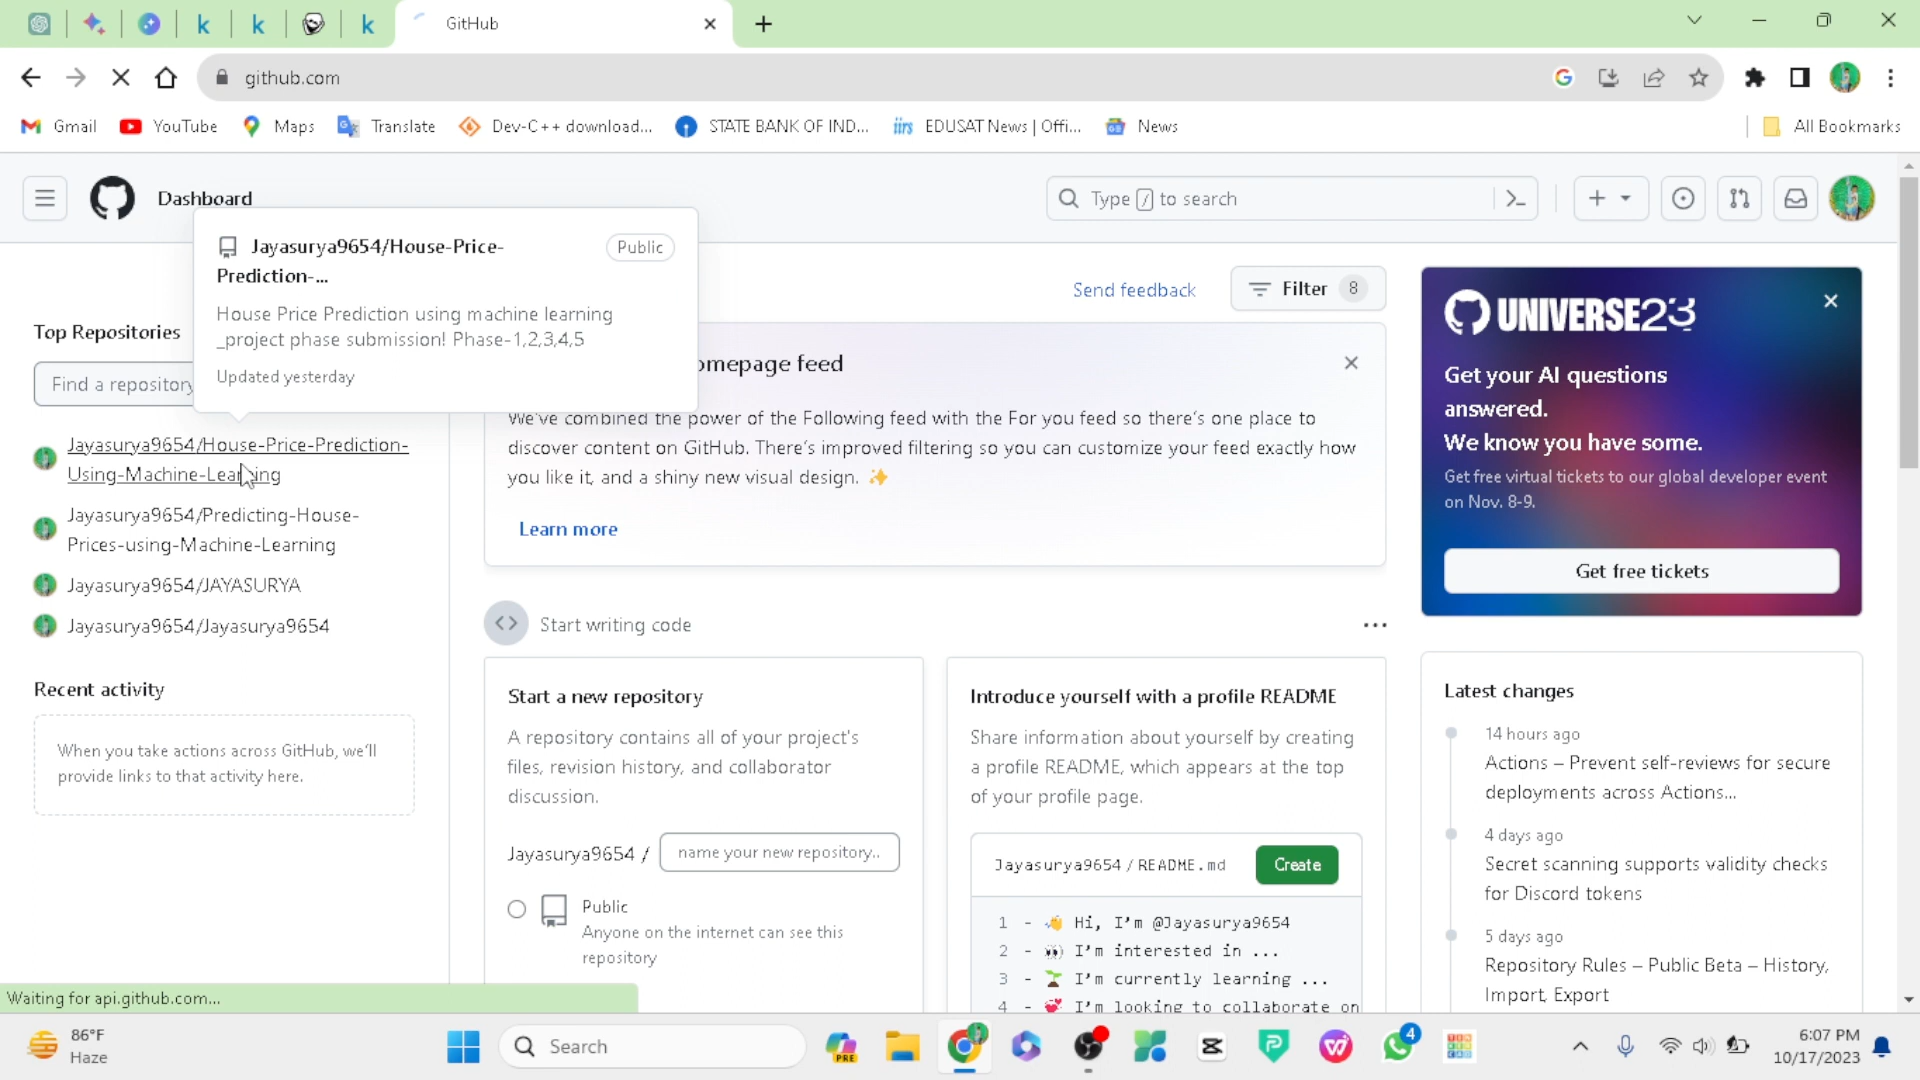 GitHub
github.com
Gmail YouTube Maps Translate Dev-C++ download... STATE BANK OF IND... iirs EDUSAT News | Offi... News All Bookmarks
Dashboard
Type / to search
Jayasurya9654/House-Price-
Prediction-...
Public
House Price Prediction using machine learning
_project phase submission! Phase-1,2,3,4,5
Updated yesterday
Top Repositories
Find a repository
Jayasurya9654/House-Price-Prediction-
Using-Machine-Learning
Jayasurya9654/Predicting-House-
Prices-using-Machine-Learning
Jayasurya9654/JAYASURYA
Jayasurya9654/Jayasurya9654
Recent activity
When you take actions across GitHub, we'll
provide links to that activity here.
Send feedback
Filter 8
omepage feed
We've combined the power of the Following feed with the For you feed so there's one place to
discover content on GitHub. There's improved filtering so you can customize your feed exactly how
you like it, and a shiny new visual design. ✨
Learn more
Start writing code
Start a new repository
A repository contains all of your project's
files, revision history, and collaborator
discussion.
Jayasurya9654 / name your new repository..
Public
Anyone on the internet can see this
repository
Introduce yourself with a profile README
Share information about yourself by creating
a profile README, which appears at the top
of your profile page.
Jayasurya9654 / README.md Create
1 - 👋 Hi, I'm @Jayasurya9654
2 - 👀 I'm interested in ...
3 - 🌱 I'm currently learning ...
4 - 💞️ I'm looking to collaborate on
UNIVERSE23
Get your AI questions
answered.
We know you have some.
Get free virtual tickets to our global developer event
on Nov. 8-9.
Get free tickets
Latest changes
14 hours ago
Actions – Prevent self-reviews for secure
deployments across Actions...
4 days ago
Secret scanning supports validity checks
for Discord tokens
5 days ago
Repository Rules – Public Beta – History,
Import, Export
Waiting for api.github.com...
86°F
Haze
Search
PRE
4
6:07 PM
10/17/2023